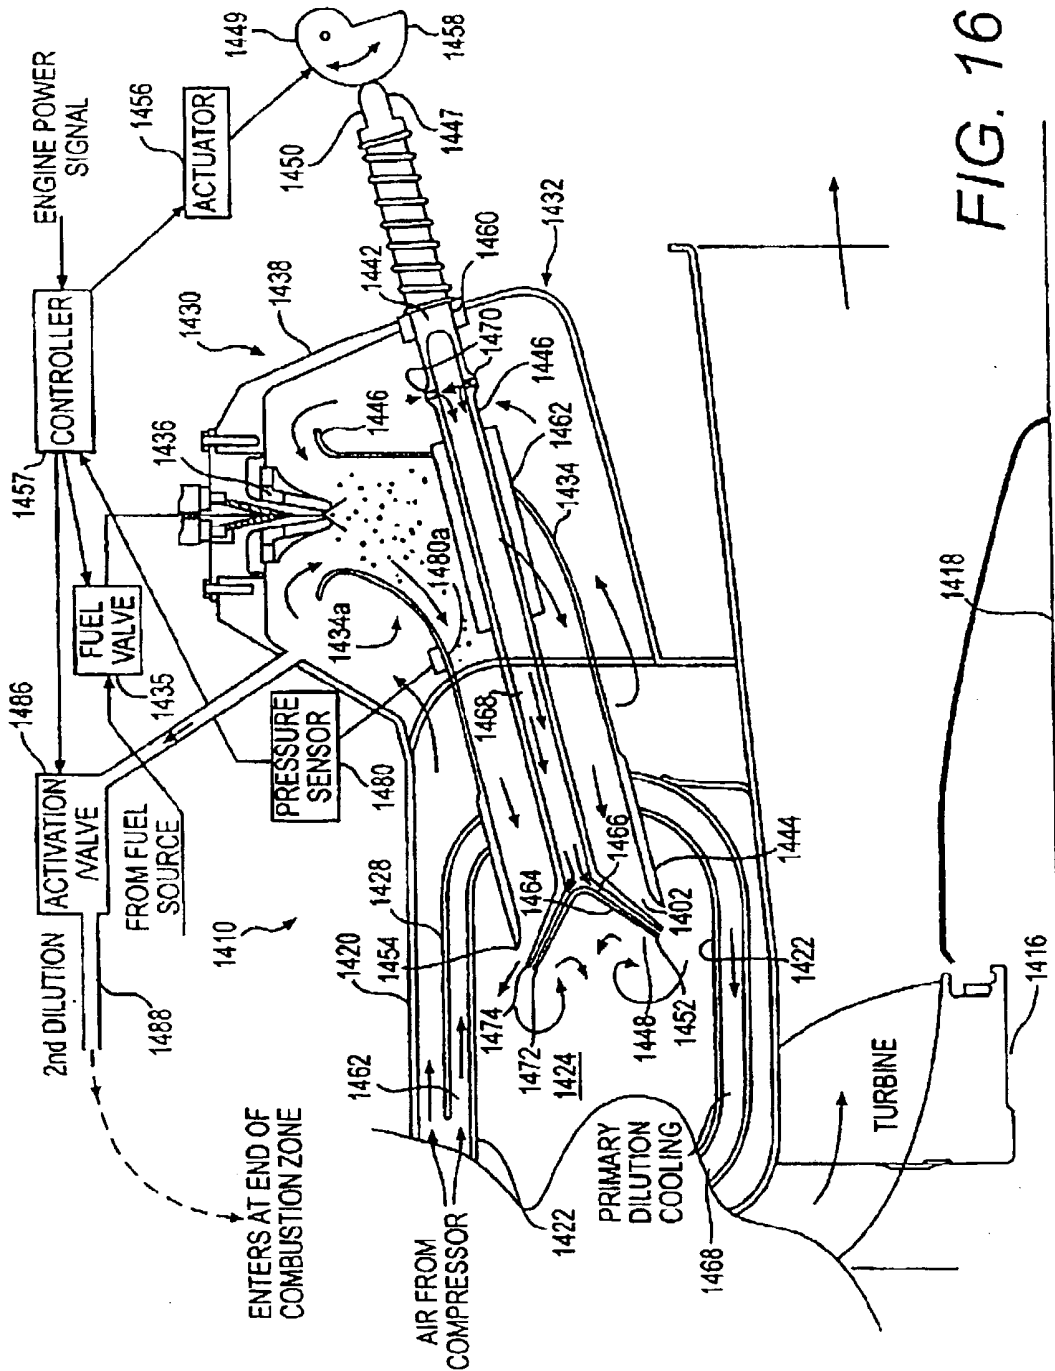 1486
1457
ACTIVATION
VALVE
CONTROLLER
ENGINE POWER
SIGNAL
2nd DILUTION
FUEL
VALVE
1435
FROM FUEL
SOURCE
1456
ACTUATOR
1488
ENTERS AT END OF
COMBUSTION ZONE
1410
PRESSURE
SENSOR
1480
1436
1430
1438
1449
1458
1450
1447
1434a
1446
1442
1460
1470
1446
1432
1462
1434
1480a
1468
AIR FROM
COMPRESSOR
1462
1420
1454
1428
1474
1472
1424
1464
1466
1448
1452
1402
1444
1422
1422
PRIMARY
DILUTION
COOLING
1468
TURBINE
1416
1418
FIG. 16